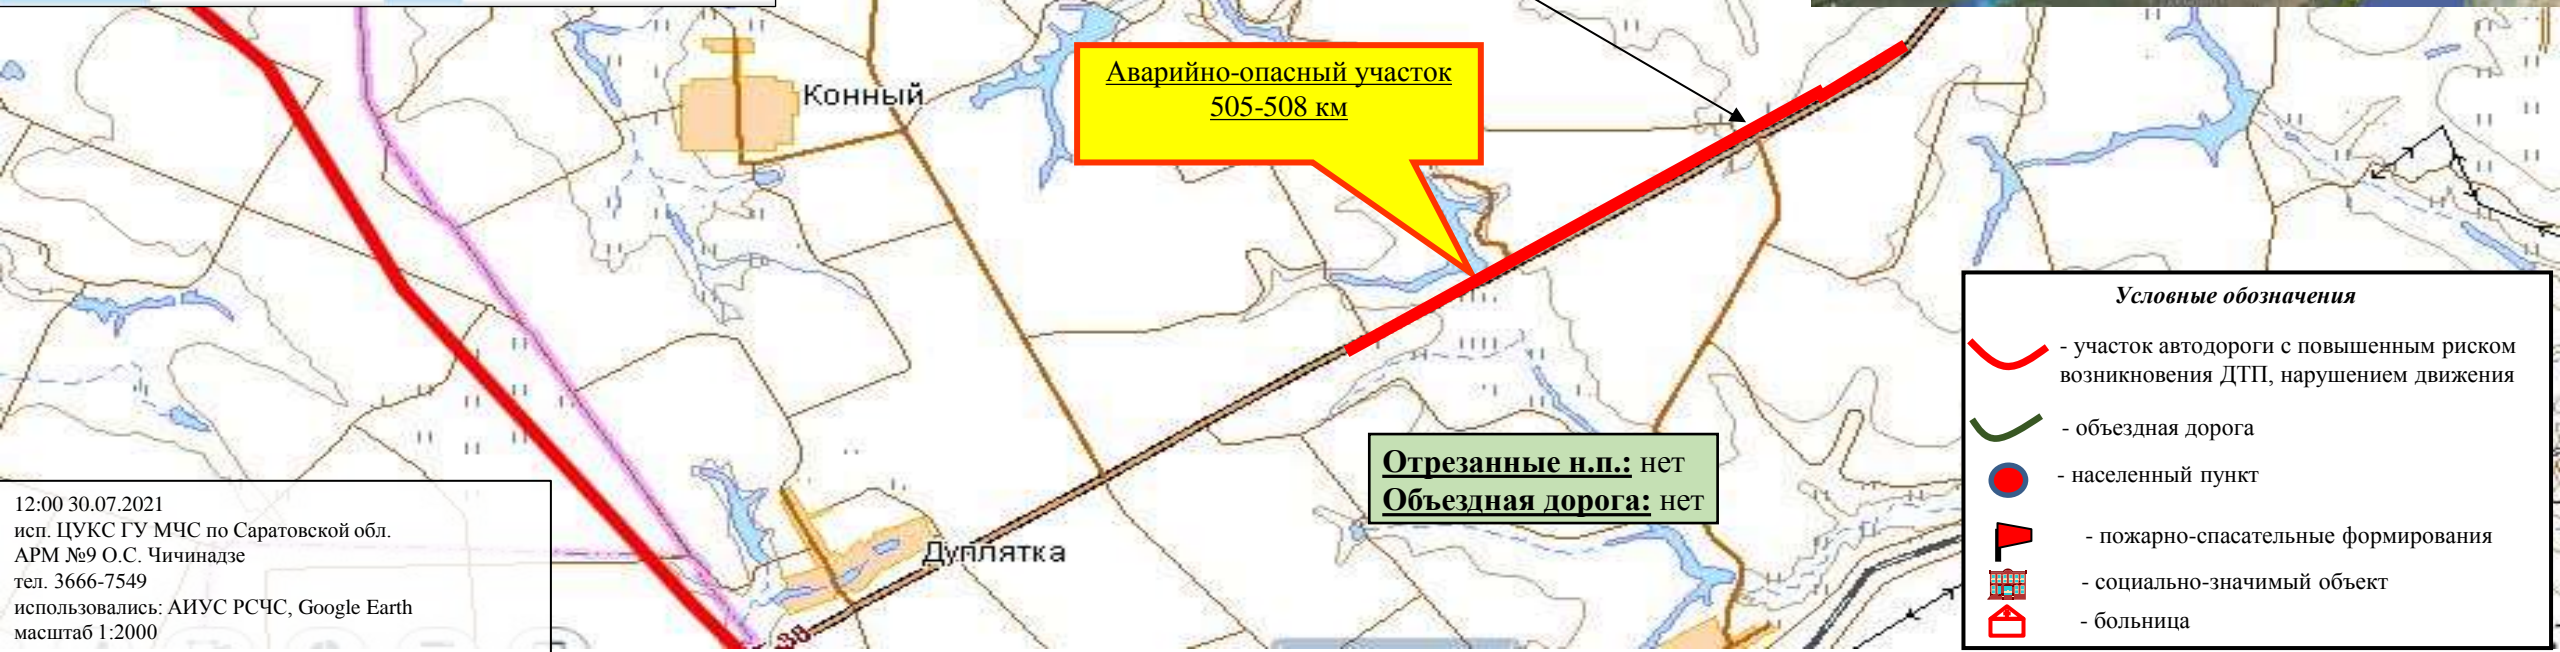 Конный
Аварийно-опасный участок
505-508 км
Условные обозначения
- участок автодороги с повышенным риском
возникновения ДТП, нарушением движения
- объездная дорога
- населенный пункт
- пожарно-спасательные формирования
- социально-значимый объект
- больница
Отрезанные н.п.: нет
Объездная дорога: нет
Дуплятка
12:00 30.07.2021
исп. ЦУКС ГУ МЧС по Саратовской обл.
АРМ №9 О.С. Чичинадзе
тел. 3666-7549
использовались: АИУС РСЧС, Google Earth
масштаб 1:2000